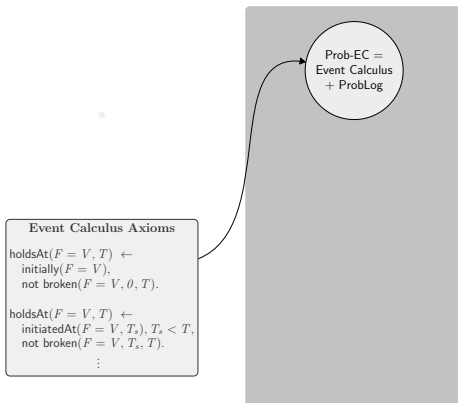 Prob-EC =
Event Calculus
+ ProbLog
Event Calculus Axioms
holdsAt(F = V, T) ←
initially(F = V),
not broken(F = V, 0, T).
holdsAt(F = V, T) ←
initiatedAt(F = V, Tₛ), Tₛ < T,
not broken(F = V, Tₛ, T).
⋮